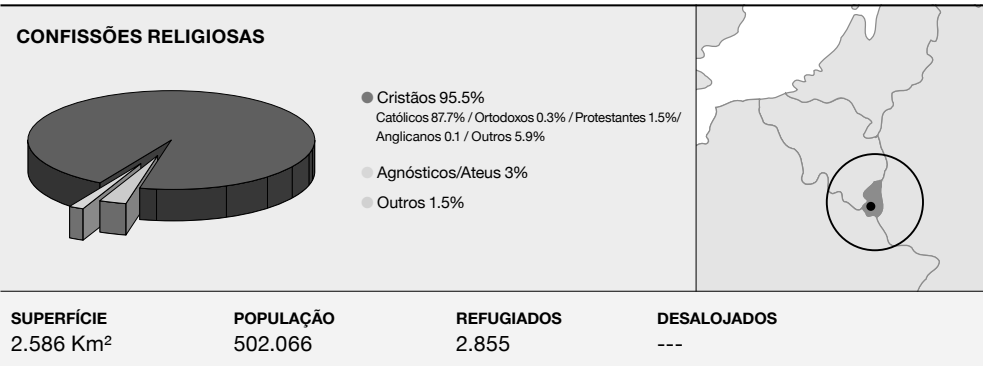 CONFISSÕES RELIGIOSAS
Cristãos 95.5%
Católicos 87.7% / Ortodoxos 0.3% / Protestantes 1.5%/
Anglicanos 0.1 / Outros 5.9%
Agnósticos/Ateus 3%
Outros 1.5%
SUPERFÍCIE
2.586 Km²
POPULAÇÃO
502.066
REFUGIADOS
2.855
DESALOJADOS
---